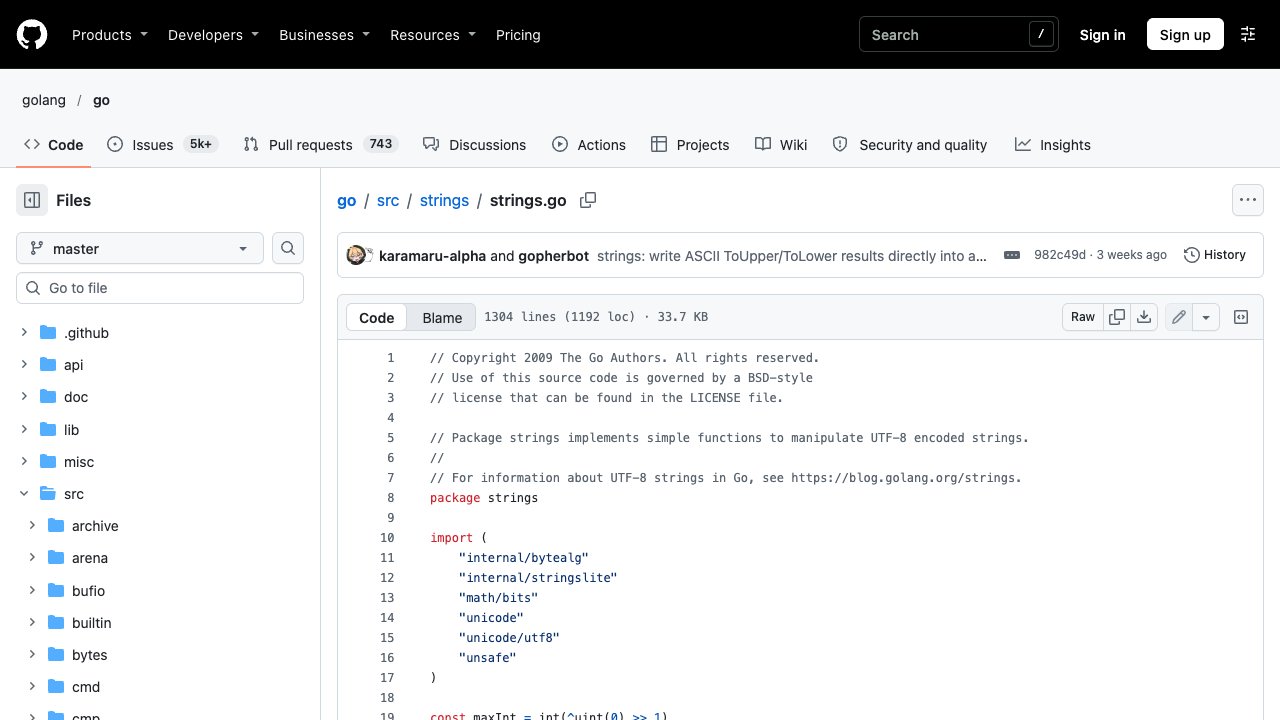 Products Developers Businesses Resources Pricing Search / Sign in Sign up
golang / go
Code Issues 5k+ Pull requests 743 Discussions Actions Projects Wiki Security and quality Insights
Files
master
Go to file
.github
api
doc
lib
misc
src
archive
arena
bufio
builtin
bytes
cmd
cmp
go / src / strings / strings.go
karamaru-alpha and gopherbot strings: write ASCII ToUpper/ToLower results directly into a… 982c49d · 3 weeks ago History
Code Blame 1304 lines (1192 loc) · 33.7 KB Raw
1 // Copyright 2009 The Go Authors. All rights reserved.
2 // Use of this source code is governed by a BSD-style
3 // license that can be found in the LICENSE file.
4
5 // Package strings implements simple functions to manipulate UTF-8 encoded strings.
6 //
7 // For information about UTF-8 strings in Go, see https://blog.golang.org/strings.
8 package strings
9
10 import (
11 "internal/bytealg"
12 "internal/stringslite"
13 "math/bits"
14 "unicode"
15 "unicode/utf8"
16 "unsafe"
17 )
18
19 const maxInt = int(^uint(0) >> 1)